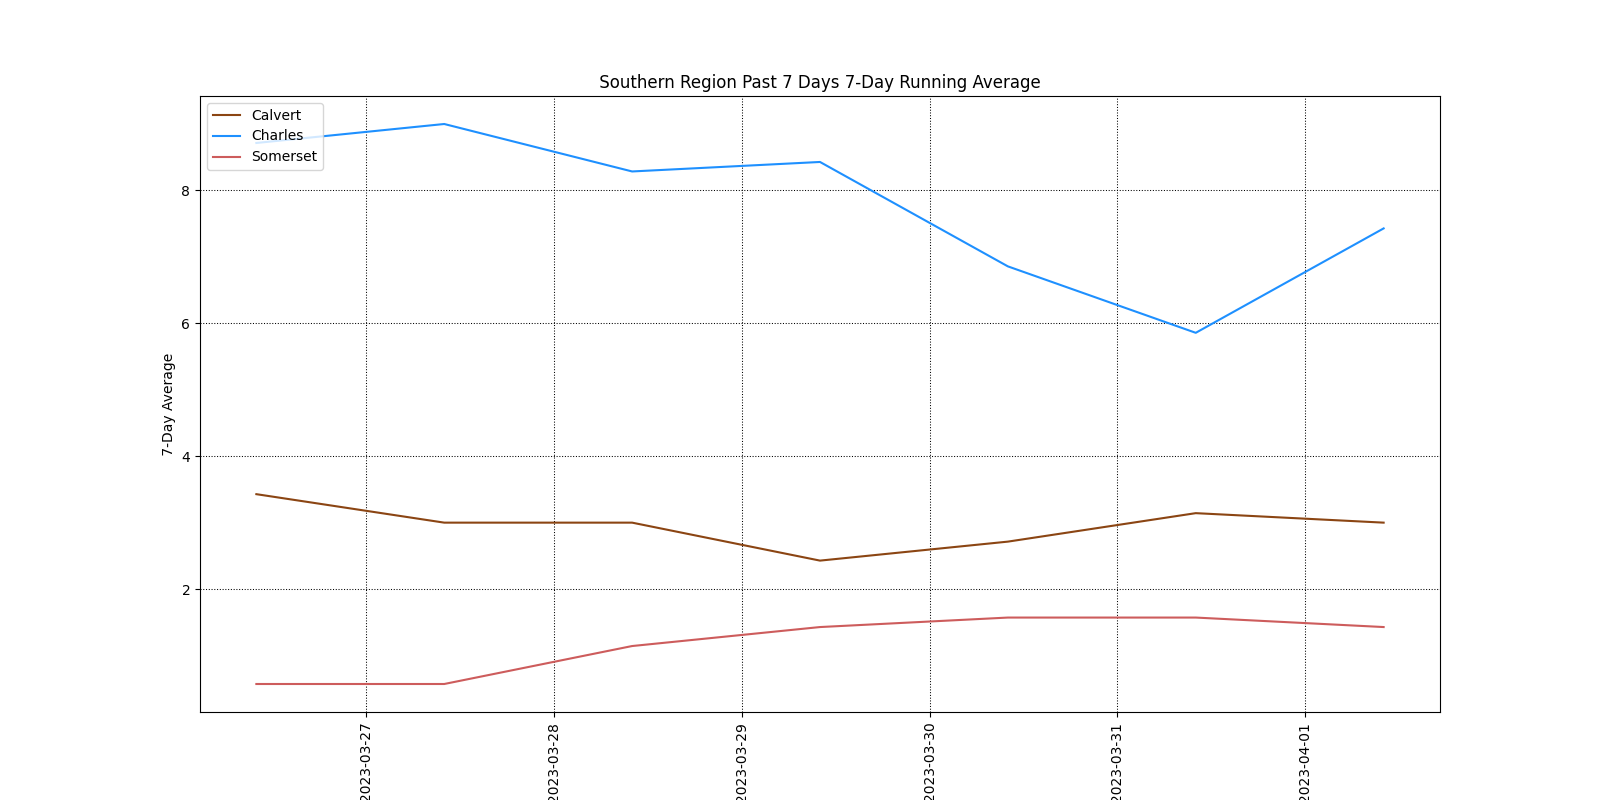 Southern Region Past 7 Days 7-Day Running Average
Calvert
Charles
Somerset
8
6
4
2
7-Day Average
2023-03-27
2023-03-28
2023-03-29
2023-03-30
2023-03-31
2023-04-01